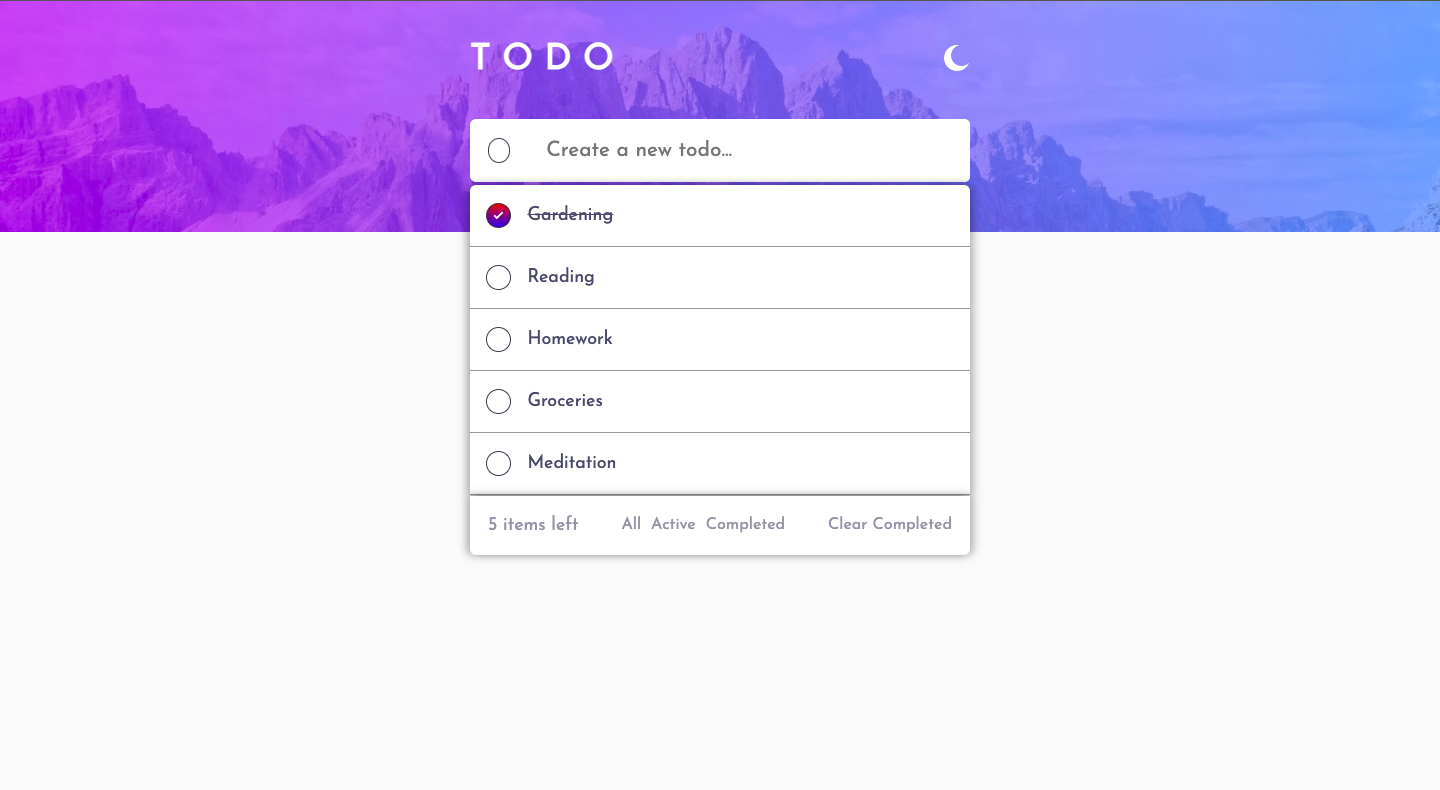 TODO
Create a new todo...
Gardening
Reading
Homework
Groceries
Meditation
5 items left All Active Completed Clear Completed